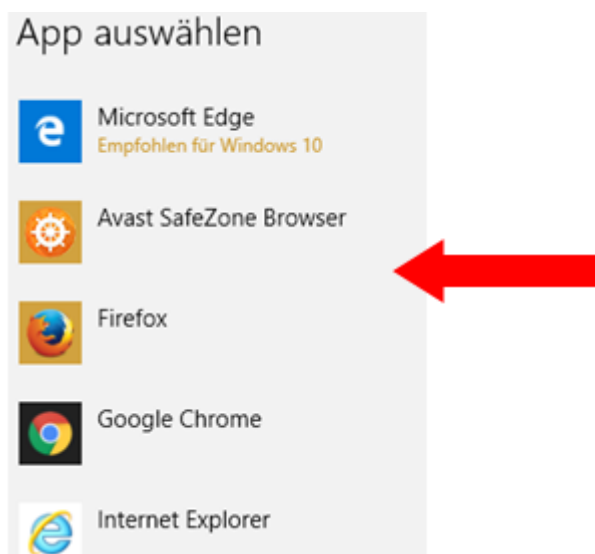 App auswählen
Microsoft Edge
Empfohlen für Windows 10
Avast SafeZone Browser
Firefox
Google Chrome
Internet Explorer